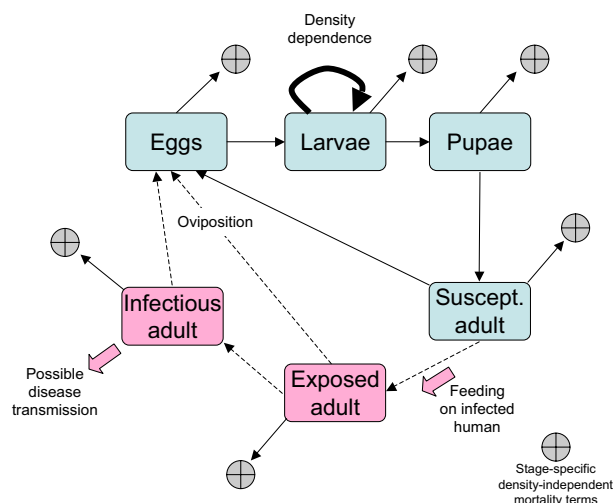 Density
dependence
Eggs
Larvae
Pupae
Oviposition
Infectious
adult
Suscept.
adult
Exposed
adult
Possible
disease
transmission
Feeding
on infected
human
Stage-specific
density-independent
mortality terms